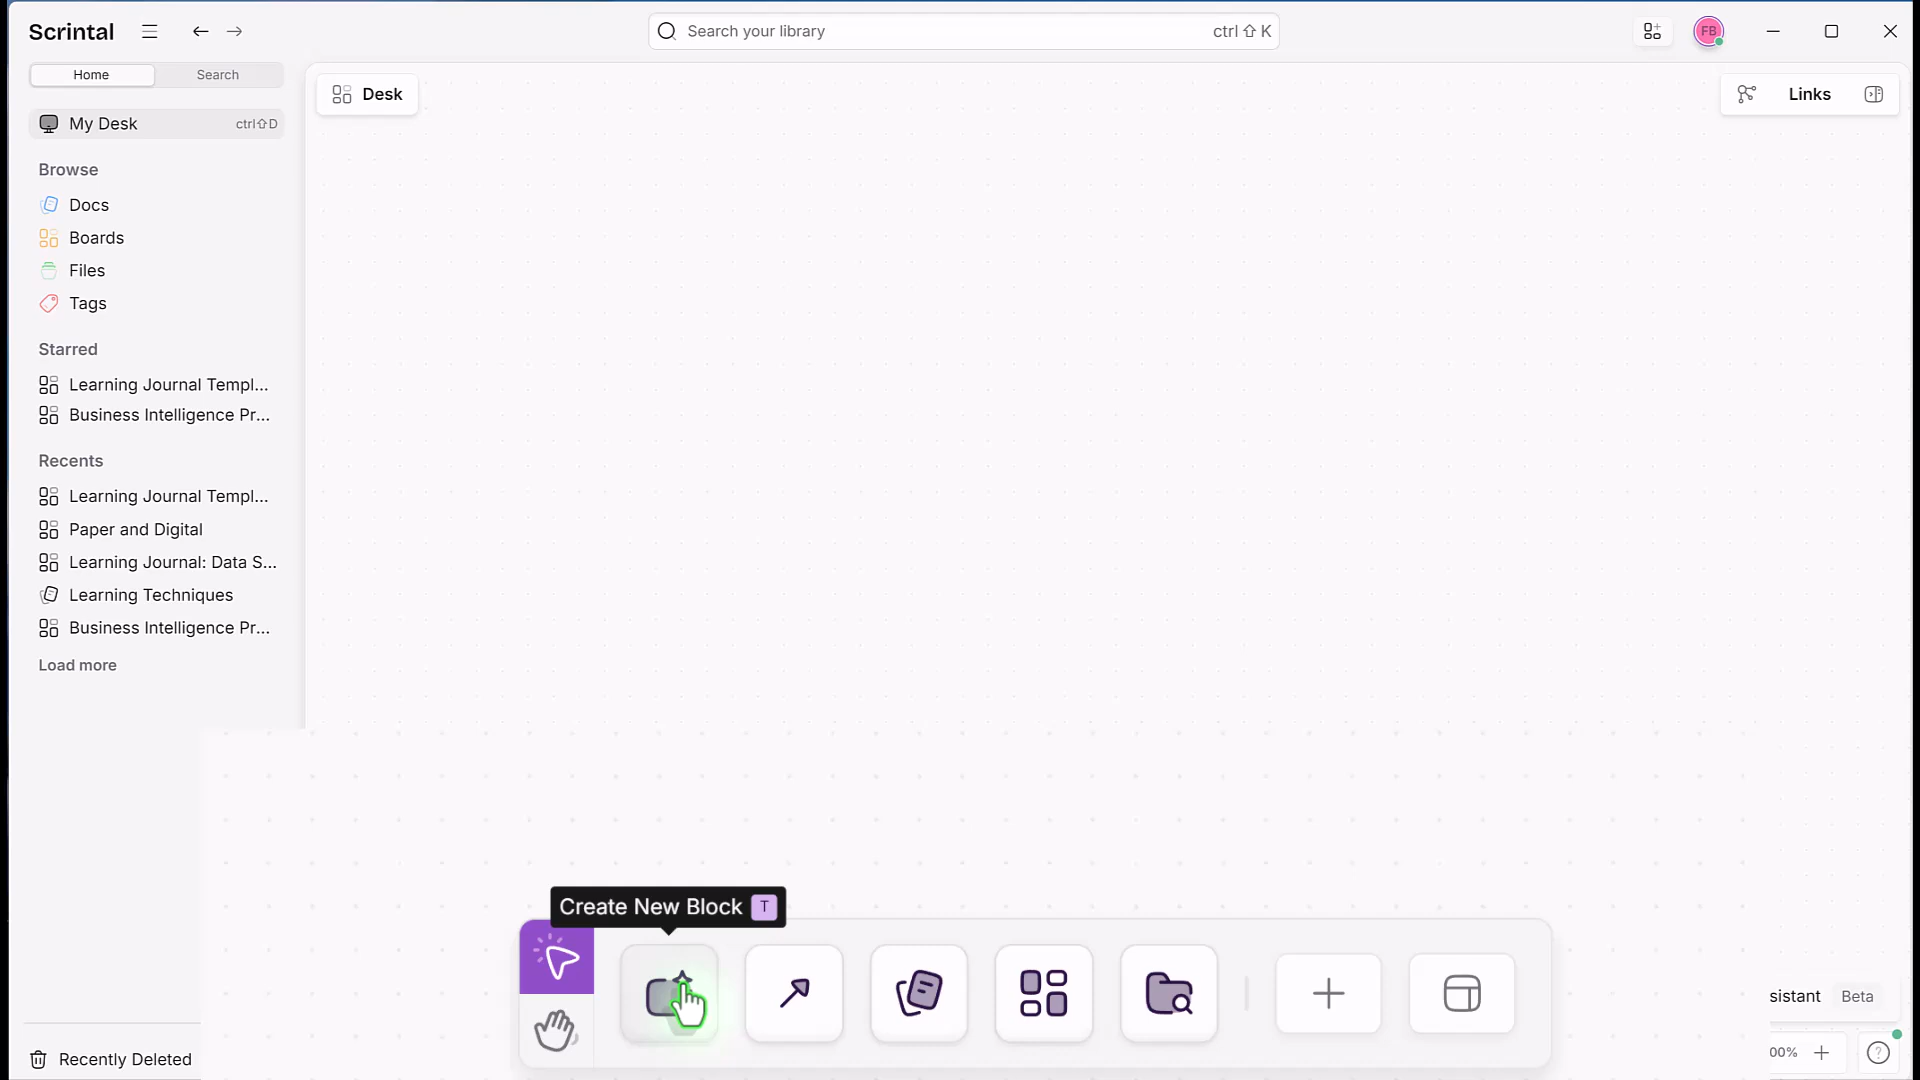 Scrintal
Search your library
ctrl ⇧ K
FB
Home
Search
Desk
Links
My Desk
ctrl⇧D
Browse
Docs
Boards
Files
Tags
Starred
Learning Journal Templ...
Business Intelligence Pr...
Recents
Learning Journal Templ...
Paper and Digital
Learning Journal: Data S...
Learning Techniques
Business Intelligence Pr...
Load more
Create New Block T
sistant Beta
00%
Recently Deleted